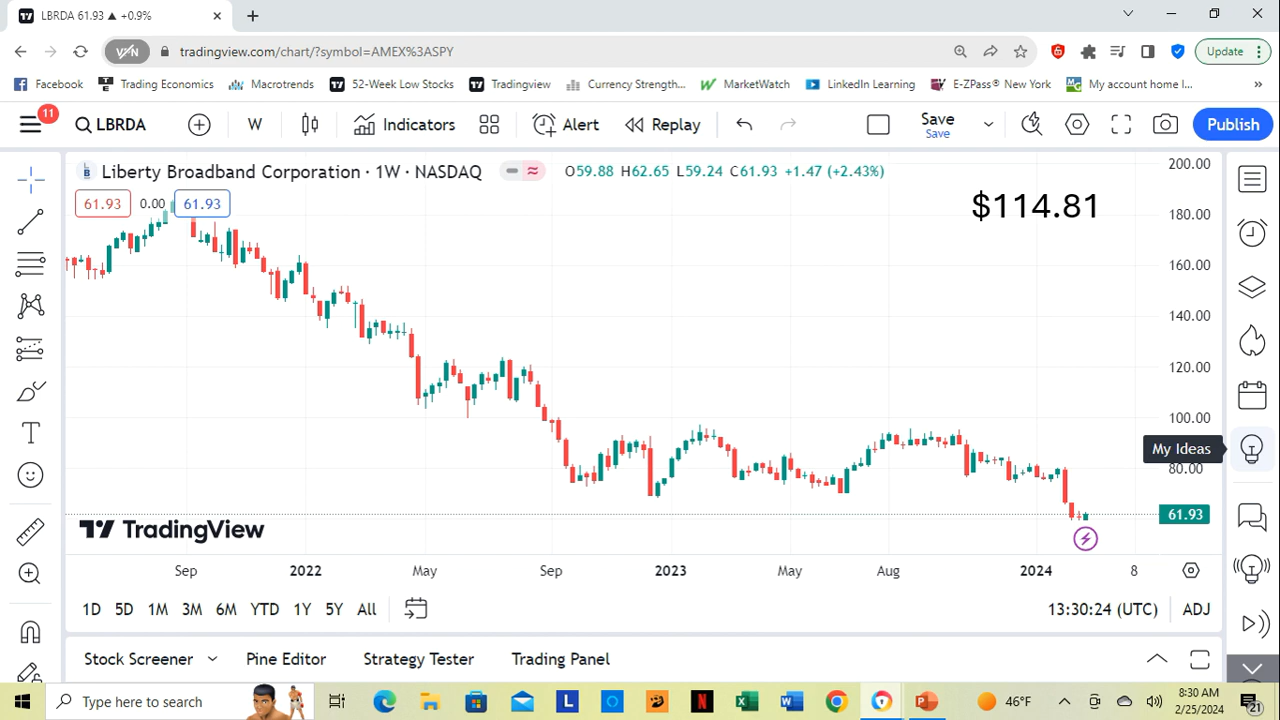 LBRDA 61.93 ▲ +0.9%
tradingview.com/chart/?symbol=AMEX%3ASPY
Update
Facebook Trading Economics Macrotrends 52-Week Low Stocks Tradingview Currency Strength... MarketWatch LinkedIn Learning E-ZPass® New York My account home l... »
11
LBRDA W Indicators Alert Replay Save Publish
Save
Liberty Broadband Corporation · 1W · NASDAQ O59.88 H62.65 L59.24 C61.93 +1.47 (+2.43%)
61.93 0.00 61.93
$114.81
200.00
180.00
160.00
140.00
120.00
100.00
My Ideas
80.00
61.93
TradingView
Sep 2022 May Sep 2023 May Aug 2024 8
1D 5D 1M 3M 6M YTD 1Y 5Y All 13:30:24 (UTC) ADJ
Stock Screener Pine Editor Strategy Tester Trading Panel
Type here to search
46°F
8:30 AM
2/25/2024
21